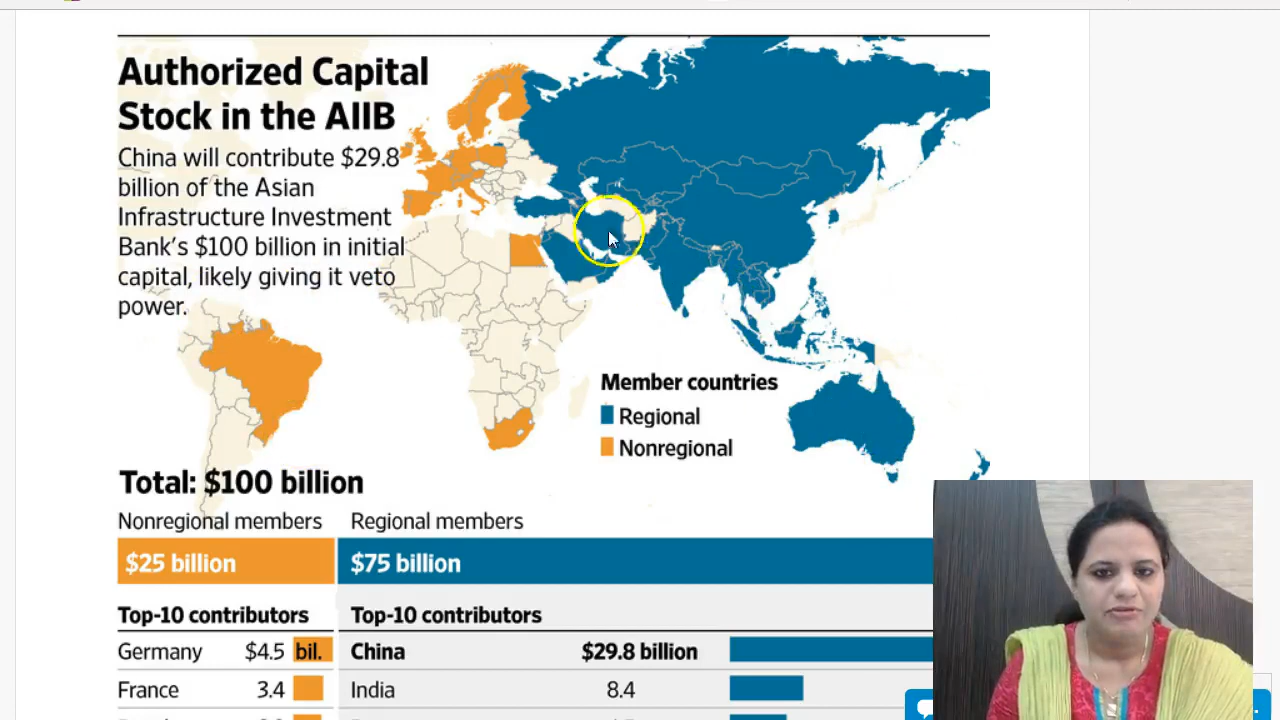 Authorized Capital
Stock in the AIIB
China will contribute $29.8
billion of the Asian
Infrastructure Investment
Bank's $100 billion in initial
capital, likely giving it veto
power.
Member countries
Regional
Nonregional
Total: $100 billion
Nonregional members Regional members
$25 billion $75 billion
Top-10 contributors Top-10 contributors
Germany $4.5 bil. China $29.8 billion
France 3.4 India 8.4